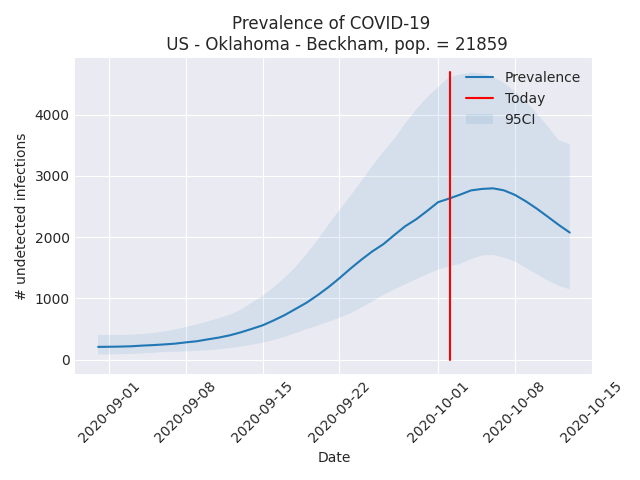 Prevalence of COVID-19
US - Oklahoma - Beckham, pop. = 21859
Prevalence
Today
95CI
# undetected infections
4000
3000
2000
1000
0
2020-09-01
2020-09-08
2020-09-15
2020-09-22
2020-10-01
2020-10-08
2020-10-15
Date